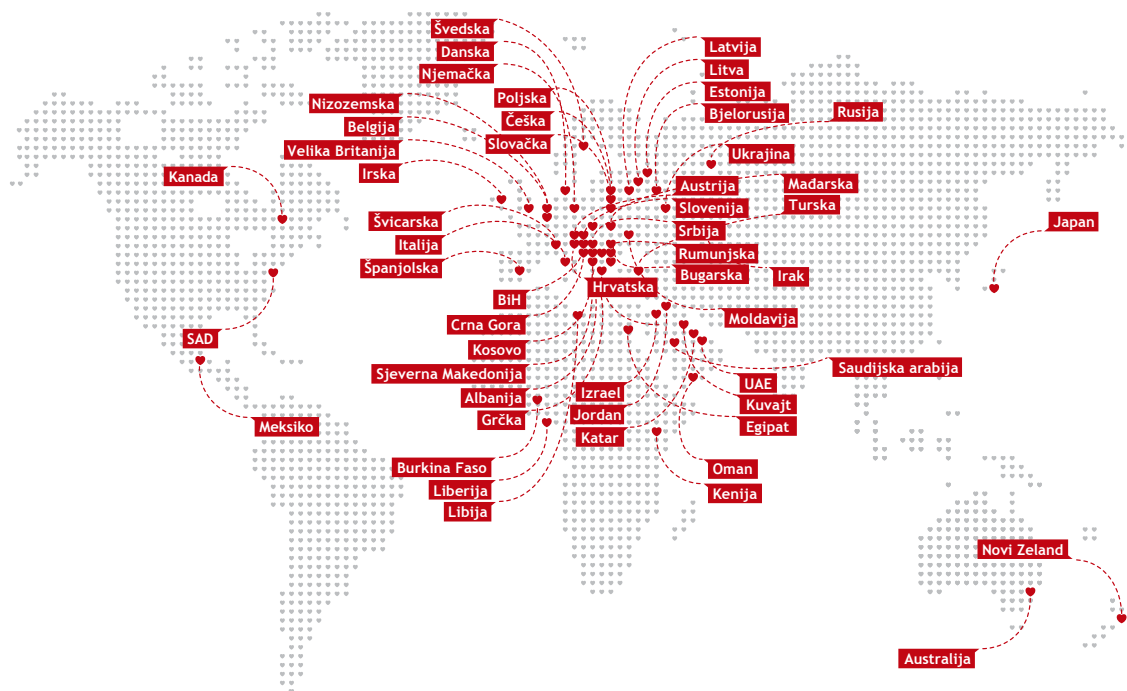 Švedska
Danska
Njemačka
Nizozemska
Belgija
Velika Britanija
Irska
Poljska
Češka
Slovačka
Latvija
Litva
Estonija
Bjelorusija
Rusija
Ukrajina
Kanada
Švicarska
Italija
Španjolska
Austrija
Slovenija
Srbija
Rumunjska
Bugarska
Mađarska
Turska
Irak
Japan
Hrvatska
BiH
Crna Gora
Kosovo
Sjeverna Makedonija
Albanija
Grčka
Moldavija
SAD
Meksiko
Izrael
Jordan
Katar
Saudijska arabija
UAE
Kuvajt
Egipat
Burkina Faso
Liberija
Libija
Oman
Kenija
Novi Zeland
Australija